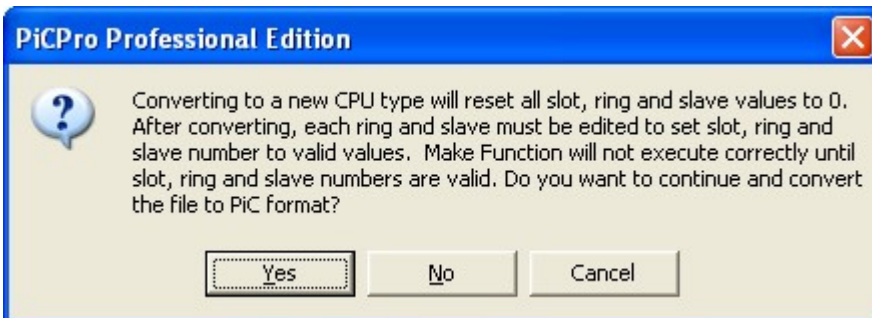 PiCPro Professional Edition
Converting to a new CPU type will reset all slot, ring and slave values to 0.
After converting, each ring and slave must be edited to set slot, ring and
slave number to valid values.  Make Function will not execute correctly until
slot, ring and slave numbers are valid. Do you want to continue and convert
the file to PiC format?
Yes
No
Cancel